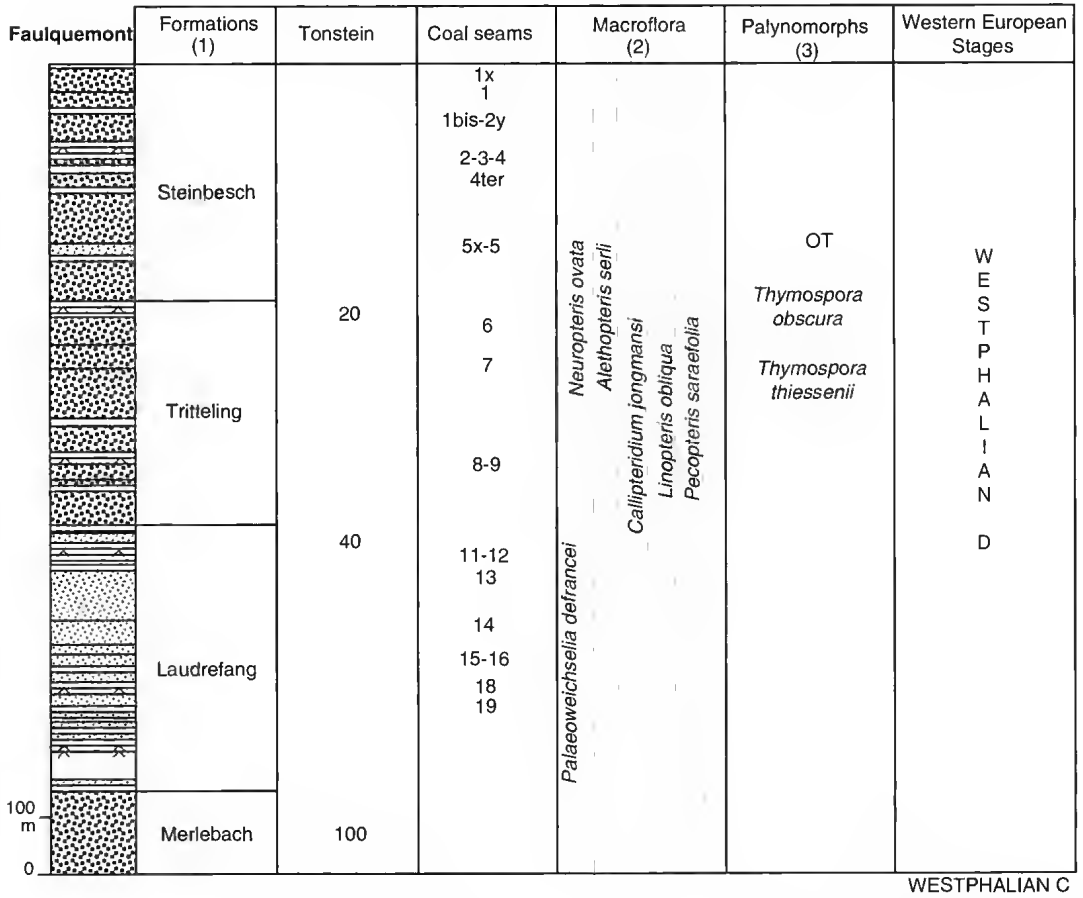 Faulquemont
Formations
(1)
Tonstein
Coal seams
Macroflora
(2)
Palynomorphs
(3)
Western European
Stages
Steinbesch
Tritteling
Laudrefang
Merlebach
20
40
100
1x
1
1bis-2y
2-3-4
4ter
5x-5
6
7
8-9
11-12
13
14
15-16
18
19
Palaeoweichselia defrancei
Neuropteris ovata
Alethopteris serli
Callipteridium jongmansi
Linopteris obliqua
Pecopteris saraefolia
OT
Thymospora
obscura
Thymospora
thiessenii
W
E
S
T
P
H
A
L
I
A
N
D
100
m
0
WESTPHALIAN C